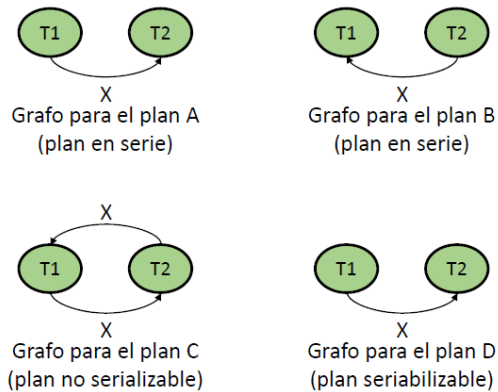 T1
T2
X
Grafo para el plan A
(plan en serie)
T1
T2
X
Grafo para el plan B
(plan en serie)
X
T1
T2
X
Grafo para el plan C
(plan no serializable)
T1
T2
X
Grafo para el plan D
(plan seriabilizable)